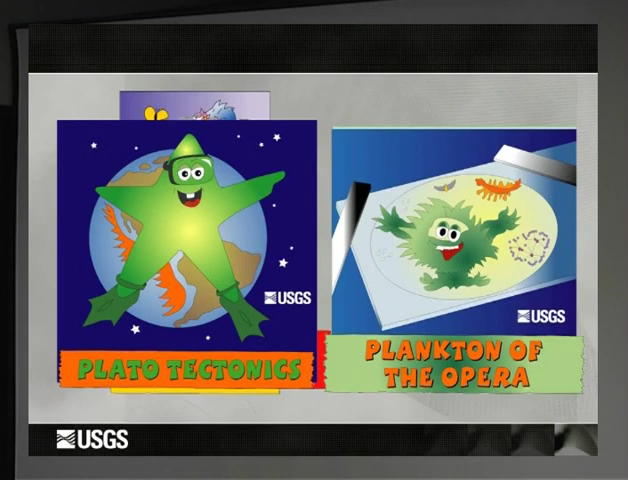 USGS
PLATO TECTONICS
USGS
PLANKTON OF
THE OPERA
USGS